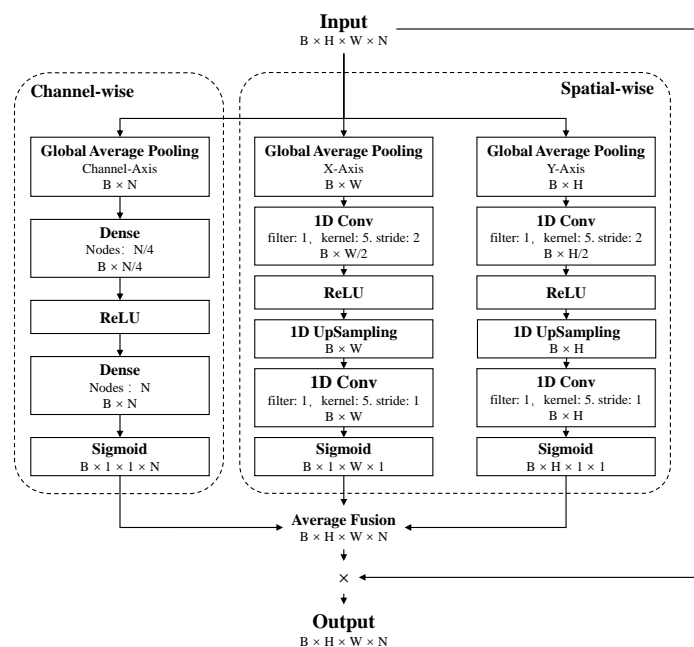 Input
B × H × W × N
Channel-wise
Spatial-wise
Global Average Pooling
Channel-Axis
B × N
Dense
Nodes： N/4
B × N/4
ReLU
Dense
Nodes： N
B × N
Sigmoid
B × 1 × 1 × N
Global Average Pooling
X-Axis
B × W
1D Conv
filter: 1，kernel: 5. stride: 2
B × W/2
ReLU
1D UpSampling
B × W
1D Conv
filter: 1，kernel: 5. stride: 1
B × W
Sigmoid
B × 1 × W × 1
Global Average Pooling
Y-Axis
B × H
1D Conv
filter: 1，kernel: 5. stride: 2
B × H/2
ReLU
1D UpSampling
B × H
1D Conv
filter: 1，kernel: 5. stride: 1
B × H
Sigmoid
B × H × 1 × 1
Average Fusion
B × H × W × N
×
Output
B × H × W × N